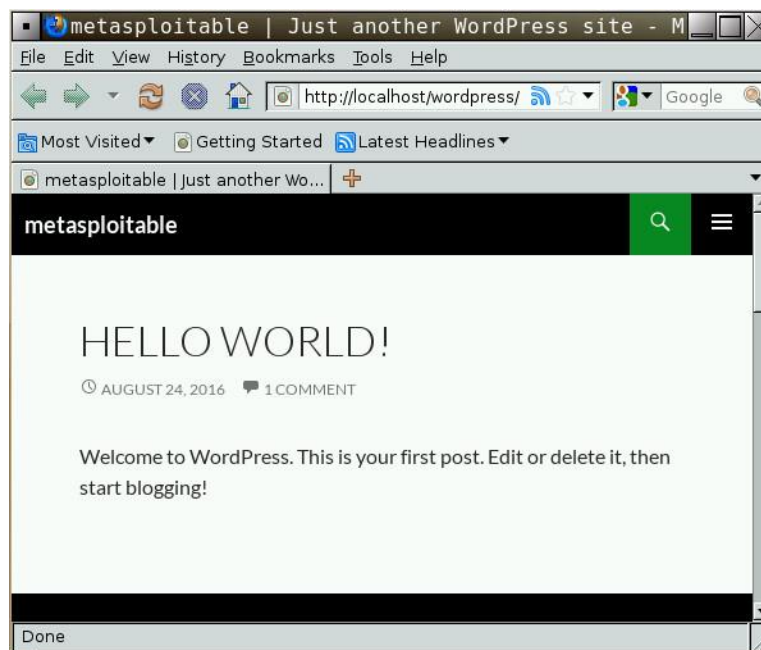 metasploitable | Just another WordPress site - M
File Edit View History Bookmarks Tools Help
http://localhost/wordpress/ Google
Most Visited Getting Started Latest Headlines
metasploitable | Just another Wo...
metasploitable
HELLO WORLD!
AUGUST 24, 2016 1 COMMENT
Welcome to WordPress. This is your first post. Edit or delete it, then
start blogging!
Done